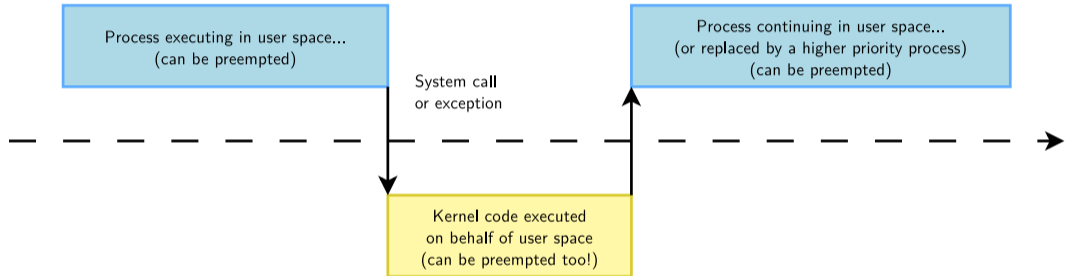 Process executing in user space...
(can be preempted)
System call
or exception
Process continuing in user space...
(or replaced by a higher priority process)
(can be preempted)
Kernel code executed
on behalf of user space
(can be preempted too!)